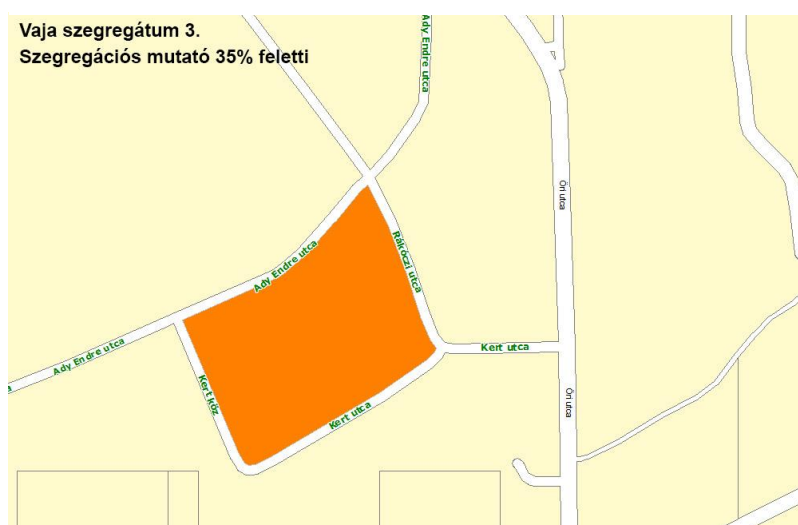 Vaja szegregátum 3.
Szegregációs mutató 35% feletti
Ady Endre utca
Őri utca
Rákóczi utca
Ady Endre utca
Ady Endre utca
Kert utca
Kert köz
Kert utca
Őri utca